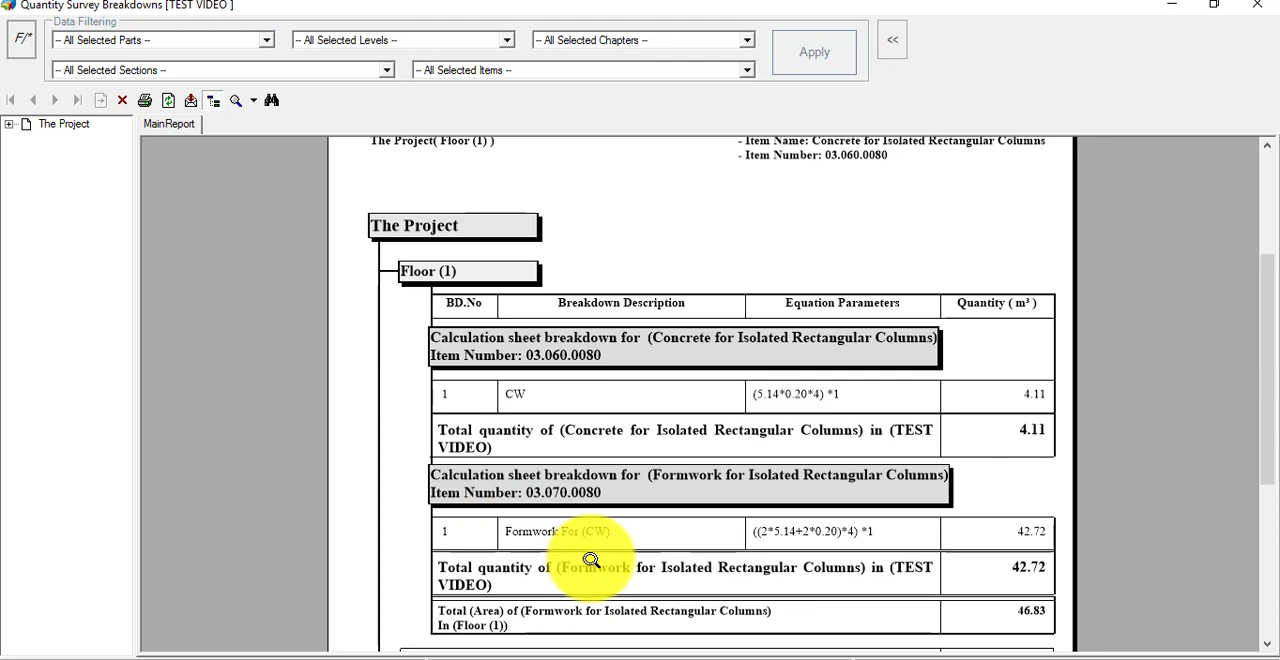 Quantity Survey Breakdowns [TEST VIDEO ]
Data Filtering
F/*
-- All Selected Parts --
-- All Selected Levels --
-- All Selected Chapters --
Apply
<<
-- All Selected Sections --
-- All Selected Items --
The Project
MainReport
The Project( Floor (1) )
- Item Name: Concrete for Isolated Rectangular Columns
- Item Number: 03.060.0080
The Project
Floor (1)
BD.No Breakdown Description Equation Parameters Quantity ( m³ )
Calculation sheet breakdown for (Concrete for Isolated Rectangular Columns)
Item Number: 03.060.0080
1 CW (5.14*0.20*4) *1 4.11
Total quantity of (Concrete for Isolated Rectangular Columns) in (TEST 4.11
VIDEO)
Calculation sheet breakdown for (Formwork for Isolated Rectangular Columns)
Item Number: 03.070.0080
1 Formwork For (CW) ((2*5.14+2*0.20)*4) *1 42.72
Total quantity of (Formwork for Isolated Rectangular Columns) in (TEST 42.72
VIDEO)
Total (Area) of (Formwork for Isolated Rectangular Columns) 46.83
In (Floor (1))